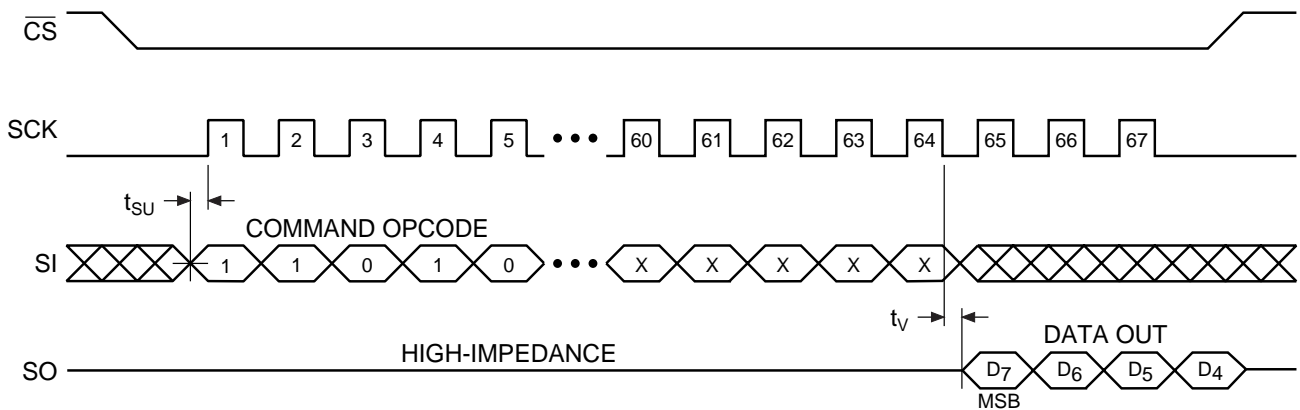 CS
SCK
1 2 3 4 5 ••• 60 61 62 63 64 65 66 67
tSU
COMMAND OPCODE
SI
1 1 0 1 0 ••• X X X X X
tV
DATA OUT
HIGH-IMPEDANCE
SO
D7 D6 D5 D4
MSB